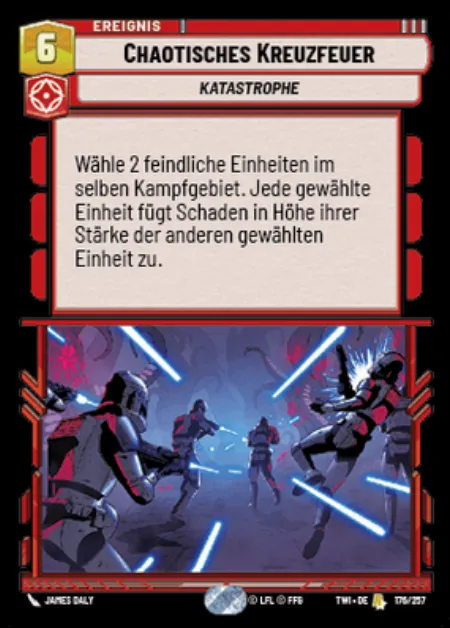 EREIGNIS
6
CHAOTISCHES KREUZFEUER
KATASTROPHE
Wähle 2 feindliche Einheiten im
selben Kampfgebiet. Jede gewählte
Einheit fügt Schaden in Höhe ihrer
Stärke der anderen gewählten
Einheit zu.
JAMES DALY
© LFL © FFG
TWI • DE
176/257